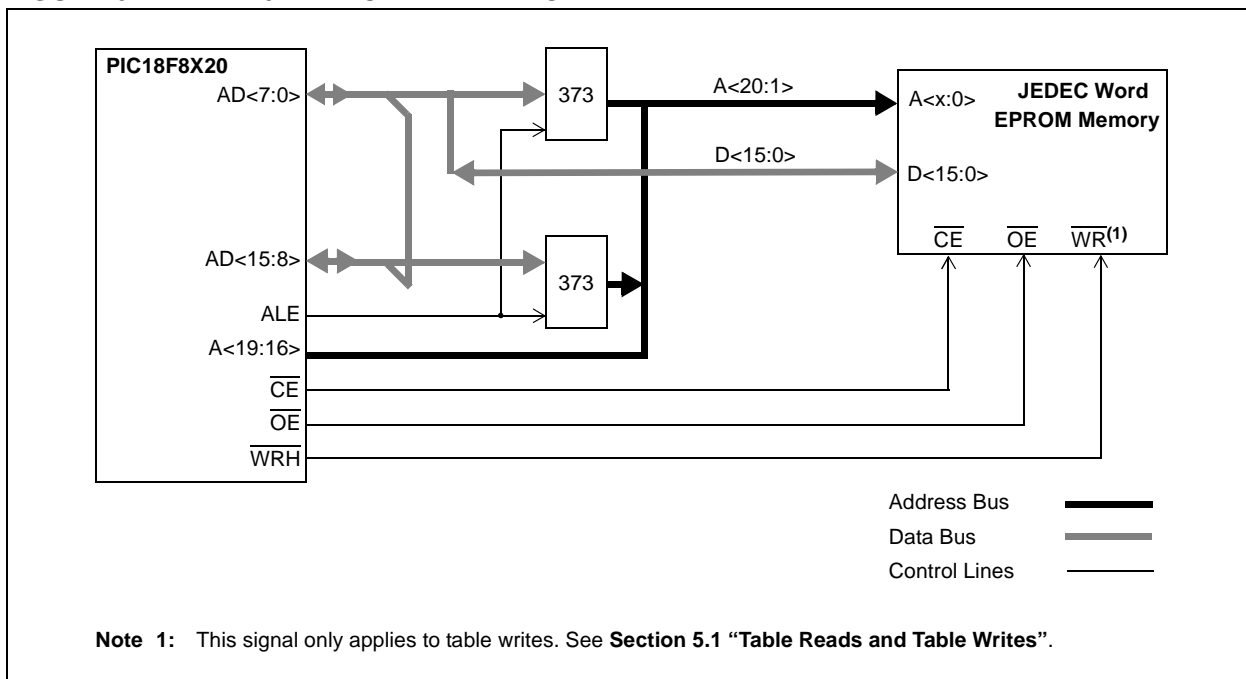 PIC18F8X20
AD<7:0>
373
A<20:1>
A<x:0>
JEDEC Word
EPROM Memory
D<15:0>
D<15:0>
CE
OE
WR(1)
AD<15:8>
373
ALE
A<19:16>
CE
OE
WRH
Address Bus
Data Bus
Control Lines
Note 1: This signal only applies to table writes. See Section 5.1 “Table Reads and Table Writes”.